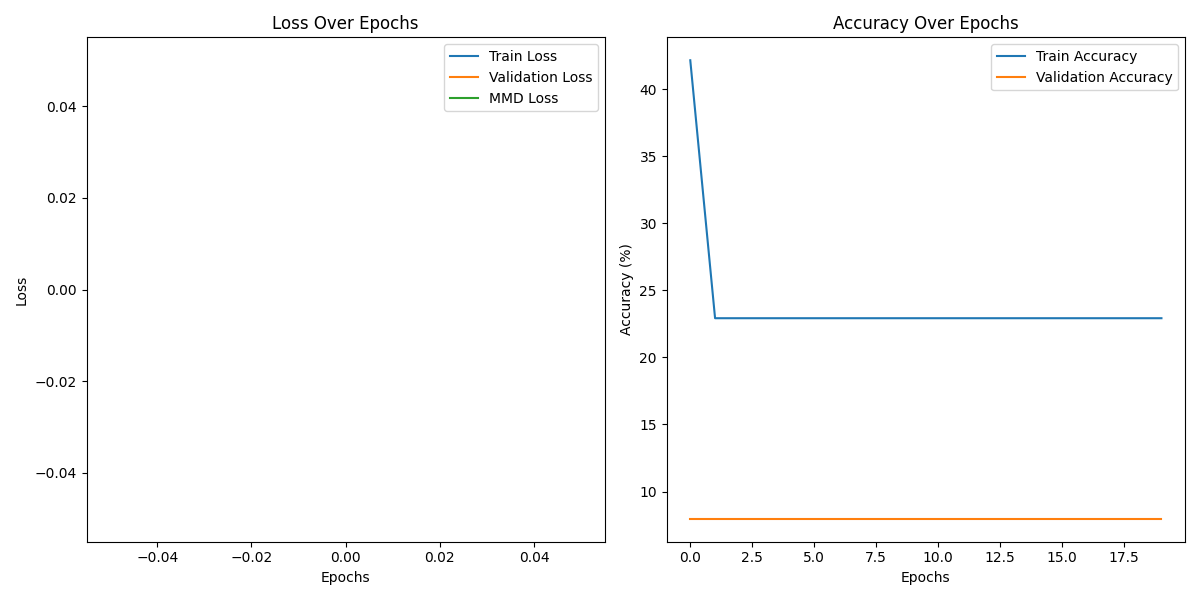 Loss Over Epochs
Train Loss
Validation Loss
MMD Loss
0.04
0.02
0.00
−0.02
−0.04
Loss
−0.04
−0.02
0.00
0.02
0.04
Epochs
Accuracy Over Epochs
Train Accuracy
Validation Accuracy
40
35
30
25
20
15
10
Accuracy (%)
0.0
2.5
5.0
7.5
10.0
12.5
15.0
17.5
Epochs